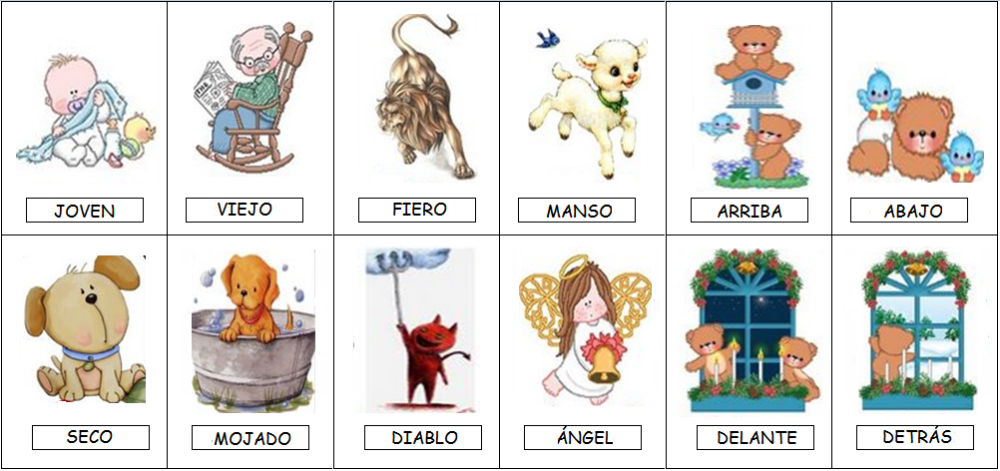 JOVEN
VIEJO
FIERO
MANSO
ARRIBA
ABAJO
SECO
MOJADO
DIABLO
ÁNGEL
DELANTE
DETRÁS